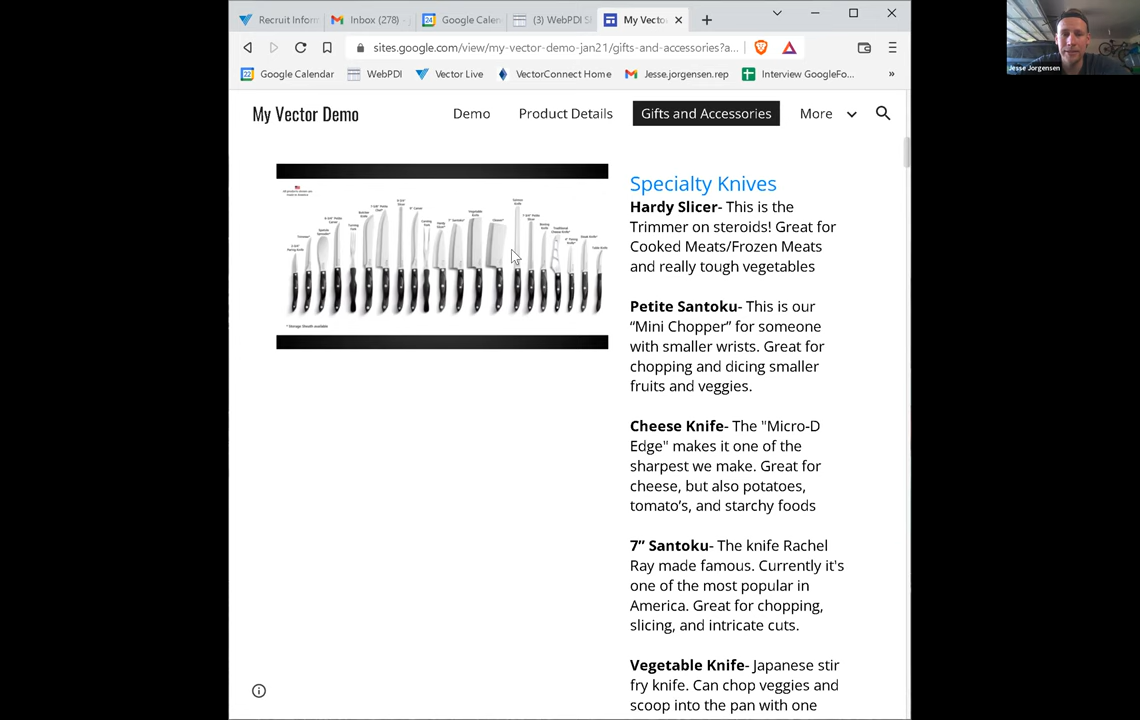 Recruit Inform
Inbox (278) -
Google Calen
(3) WebPDI S
My Vecto
sites.google.com/view/my-vector-demo-jan21/gifts-and-accessories?a...
Google Calendar
WebPDI
Vector Live
VectorConnect Home
Jesse.jorgensen.rep
Interview GoogleFo...
»
My Vector Demo
Demo
Product Details
Gifts and Accessories
More
Specialty Knives
Hardy Slicer- This is the
Trimmer on steroids! Great for
Cooked Meats/Frozen Meats
and really tough vegetables
Petite Santoku- This is our
“Mini Chopper” for someone
with smaller wrists. Great for
chopping and dicing smaller
fruits and veggies.
Cheese Knife- The "Micro-D
Edge" makes it one of the
sharpest we make. Great for
cheese, but also potatoes,
tomato's, and starchy foods
7” Santoku- The knife Rachel
Ray made famous. Currently it's
one of the most popular in
America. Great for chopping,
slicing, and intricate cuts.
Vegetable Knife- Japanese stir
fry knife. Can chop veggies and
scoop into the pan with one
Jesse Jorgensen